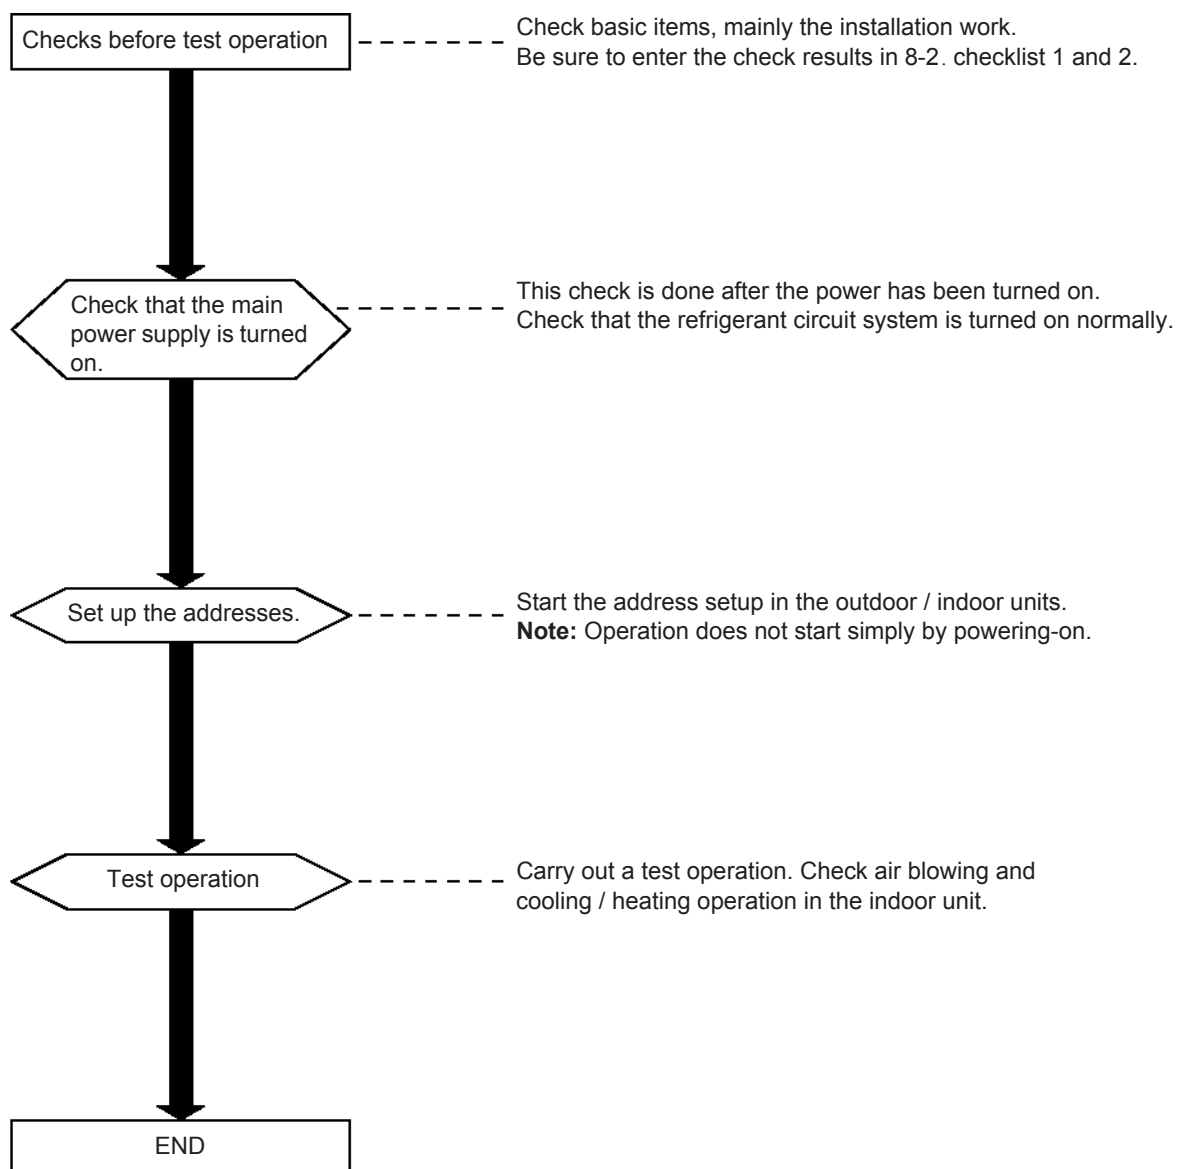 Checks before test operation
Check basic items, mainly the installation work.
Be sure to enter the check results in 8-2. checklist 1 and 2.
Check that the main
power supply is turned
on.
This check is done after the power has been turned on.
Check that the refrigerant circuit system is turned on normally.
Set up the addresses.
Start the address setup in the outdoor / indoor units.
Note: Operation does not start simply by powering-on.
Test operation
Carry out a test operation. Check air blowing and
cooling / heating operation in the indoor unit.
END